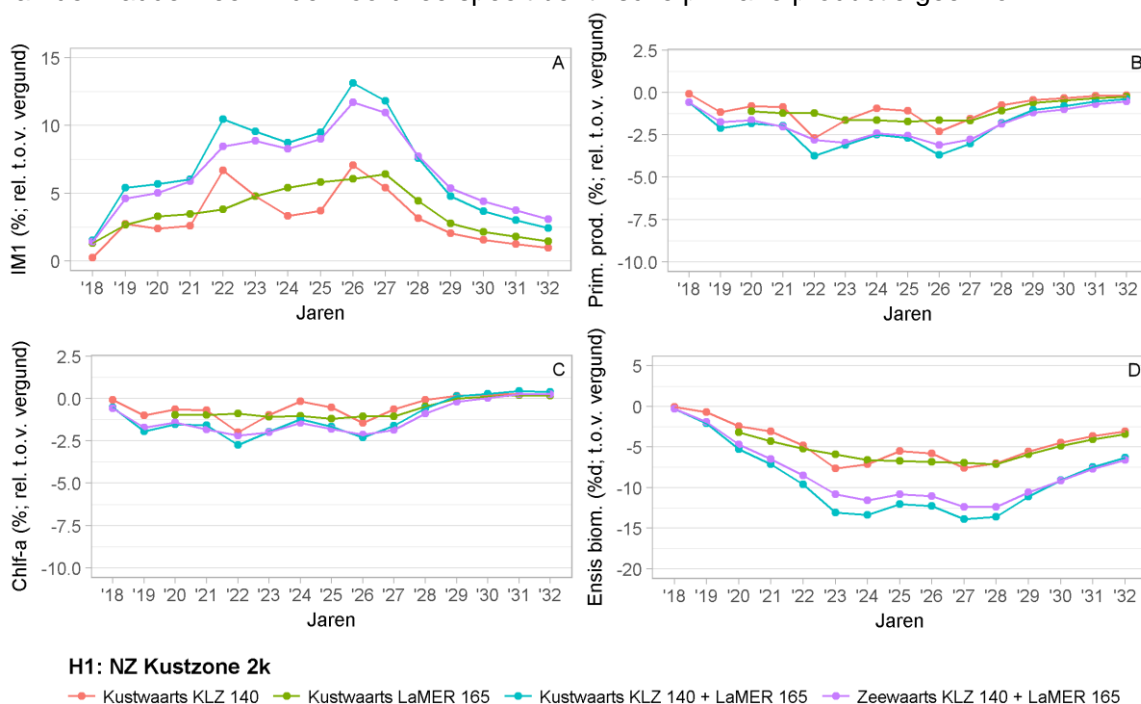 A
IM1 (%; rel. t.o.v. vergund)
15
10
5
0
'18 '19 '20 '21 '22 '23 '24 '25 '26 '27 '28 '29 '30 '31 '32
Jaren
B
Prim. prod. (%; rel. t.o.v. vergund)
2.5
0.0
-2.5
-5.0
-7.5
-10.0
'18 '19 '20 '21 '22 '23 '24 '25 '26 '27 '28 '29 '30 '31 '32
Jaren
C
Chlf-a (%; rel. t.o.v. vergund)
2.5
0.0
-2.5
-5.0
-7.5
-10.0
'18 '19 '20 '21 '22 '23 '24 '25 '26 '27 '28 '29 '30 '31 '32
Jaren
D
Ensis biom. (%d; t.o.v. vergund)
5
0
-5
-10
-15
-20
'18 '19 '20 '21 '22 '23 '24 '25 '26 '27 '28 '29 '30 '31 '32
Jaren
H1: NZ Kustzone 2k
Kustwaarts KLZ 140 Kustwaarts LaMER 165 Kustwaarts KLZ 140 + LaMER 165 Zeewaarts KLZ 140 + LaMER 165